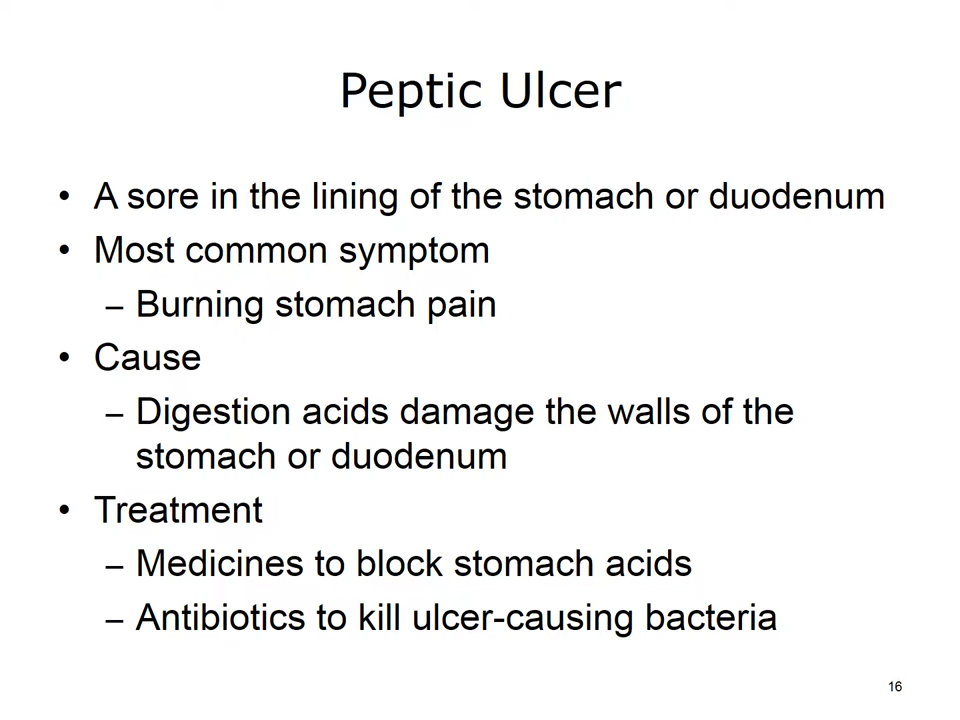 Peptic Ulcer
• A sore in the lining of the stomach or duodenum
• Most common symptom
– Burning stomach pain
• Cause
– Digestion acids damage the walls of the
stomach or duodenum
• Treatment
– Medicines to block stomach acids
– Antibiotics to kill ulcer-causing bacteria
16